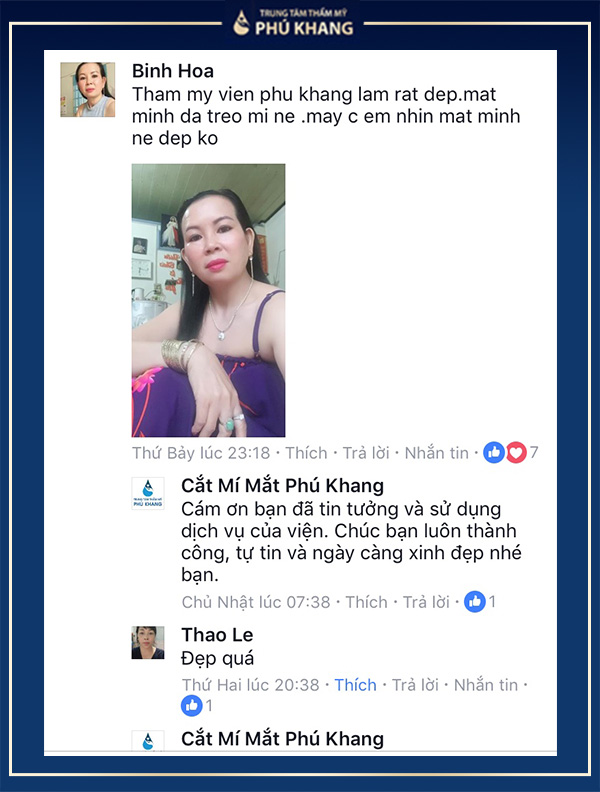 TRUNG TÂM THẨM MỸ
PHÚ KHANG
Binh Hoa
Tham my vien phu khang lam rat dep.mat
minh da treo mi ne .may c em nhin mat minh
ne dep ko
Thứ Bảy lúc 23:18 · Thích · Trả lời · Nhắn tin · 7
TRUNG TÂM THẨM MỸ
PHÚ KHANG
Cắt Mí Mắt Phú Khang
Cám ơn bạn đã tin tưởng và sử dụng
dịch vụ của viện. Chúc bạn luôn thành
công, tự tin và ngày càng xinh đẹp nhé
bạn.
Chủ Nhật lúc 07:38 · Thích · Trả lời · 1
Thao Le
Đẹp quá
Thứ Hai lúc 20:38 · Thích · Trả lời · Nhắn tin ·
1
Cắt Mí Mắt Phú Khang